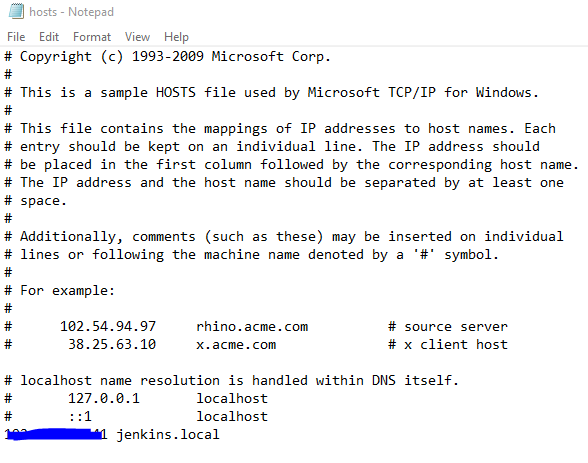 hosts - Notepad
File Edit Format View Help
# Copyright (c) 1993-2009 Microsoft Corp.
#
# This is a sample HOSTS file used by Microsoft TCP/IP for Windows.
#
# This file contains the mappings of IP addresses to host names. Each
# entry should be kept on an individual line. The IP address should
# be placed in the first column followed by the corresponding host name.
# The IP address and the host name should be separated by at least one
# space.
#
# Additionally, comments (such as these) may be inserted on individual
# lines or following the machine name denoted by a '#' symbol.
#
# For example:
#
#      102.54.94.97     rhino.acme.com          # source server
#       38.25.63.10     x.acme.com              # x client host

# localhost name resolution is handled within DNS itself.
#       127.0.0.1       localhost
#       ::1             localhost
jenkins.local